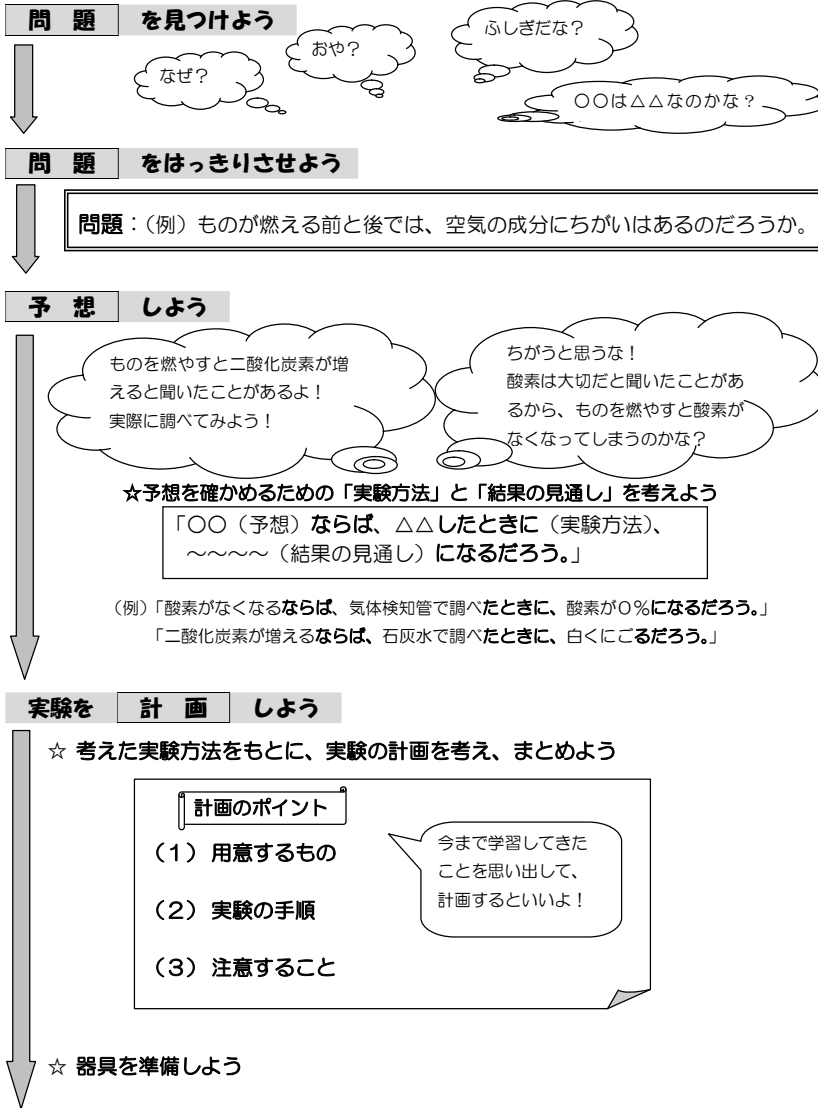 問 題 を見つけよう
なぜ？
おや？
ふしぎだな？
〇〇は△△なのかな？
問 題 をはっきりさせよう
問題：（例）ものが燃える前と後では、空気の成分にちがいはあるのだろうか。
予 想 しよう
ものを燃やすと二酸化炭素が増
えると聞いたことがあるよ！
実際に調べてみよう！
ちがうと思うな！
酸素は大切だと聞いたことがあ
るから、ものを燃やすと酸素が
なくなってしまうのかな？
☆予想を確かめるための「実験方法」と「結果の見通し」を考えよう
「〇〇（予想）ならば、△△したときに（実験方法）、
～～～～（結果の見通し）になるだろう。」
（例）「酸素がなくなるならば、気体検知管で調べたときに、酸素が０％になるだろう。」
「二酸化炭素が増えるならば、石灰水で調べたときに、白くにごるだろう。」
実験を 計 画 しよう
☆ 考えた実験方法をもとに、実験の計画を考え、まとめよう
計画のポイント
（１）用意するもの
（２）実験の手順
（３）注意すること
今まで学習してきた
ことを思い出して、
計画するといいよ！
☆ 器具を準備しよう